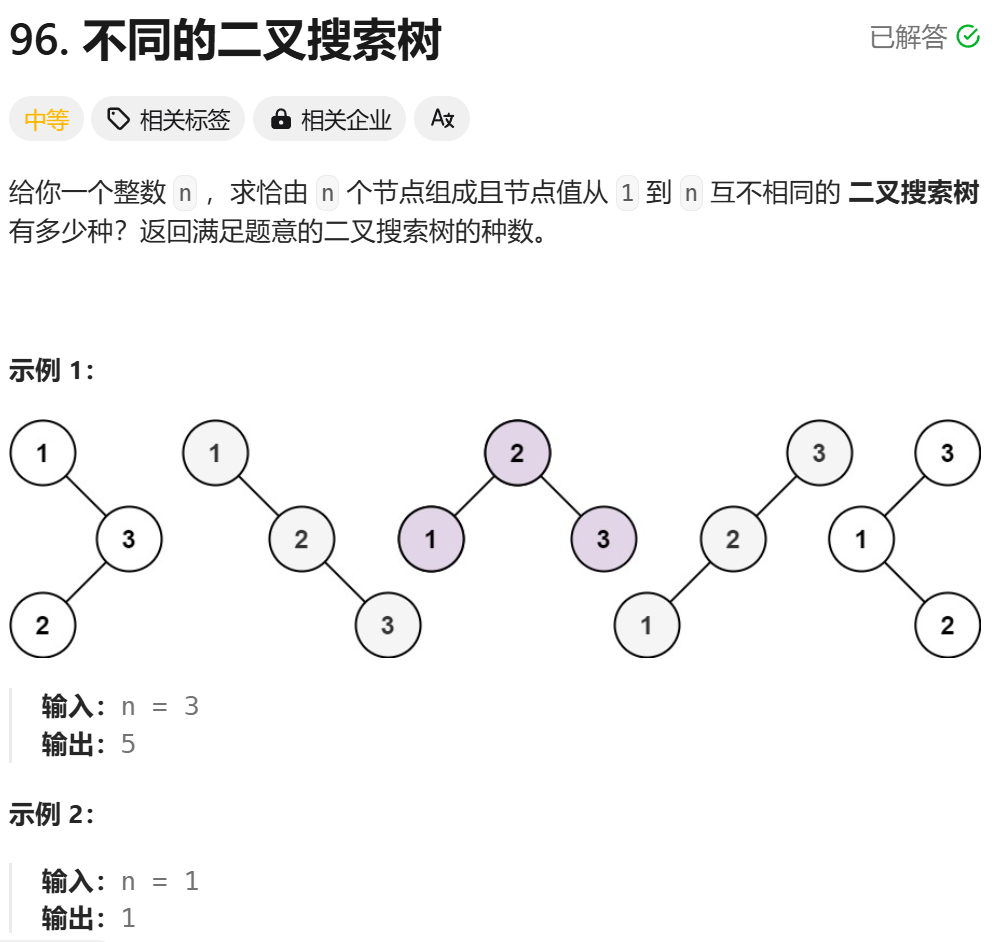 96. 不同的二叉搜索树
已解答
中等 相关标签 相关企业 A文
给你一个整数 n ，求恰由 n 个节点组成且节点值从 1 到 n 互不相同的 二叉搜索树
有多少种？返回满足题意的二叉搜索树的种数。
示例 1：
1 1 2 3 3
3 2 1 3 2 1
2 3 1 2
输入：n = 3
输出：5
示例 2：
输入：n = 1
输出：1